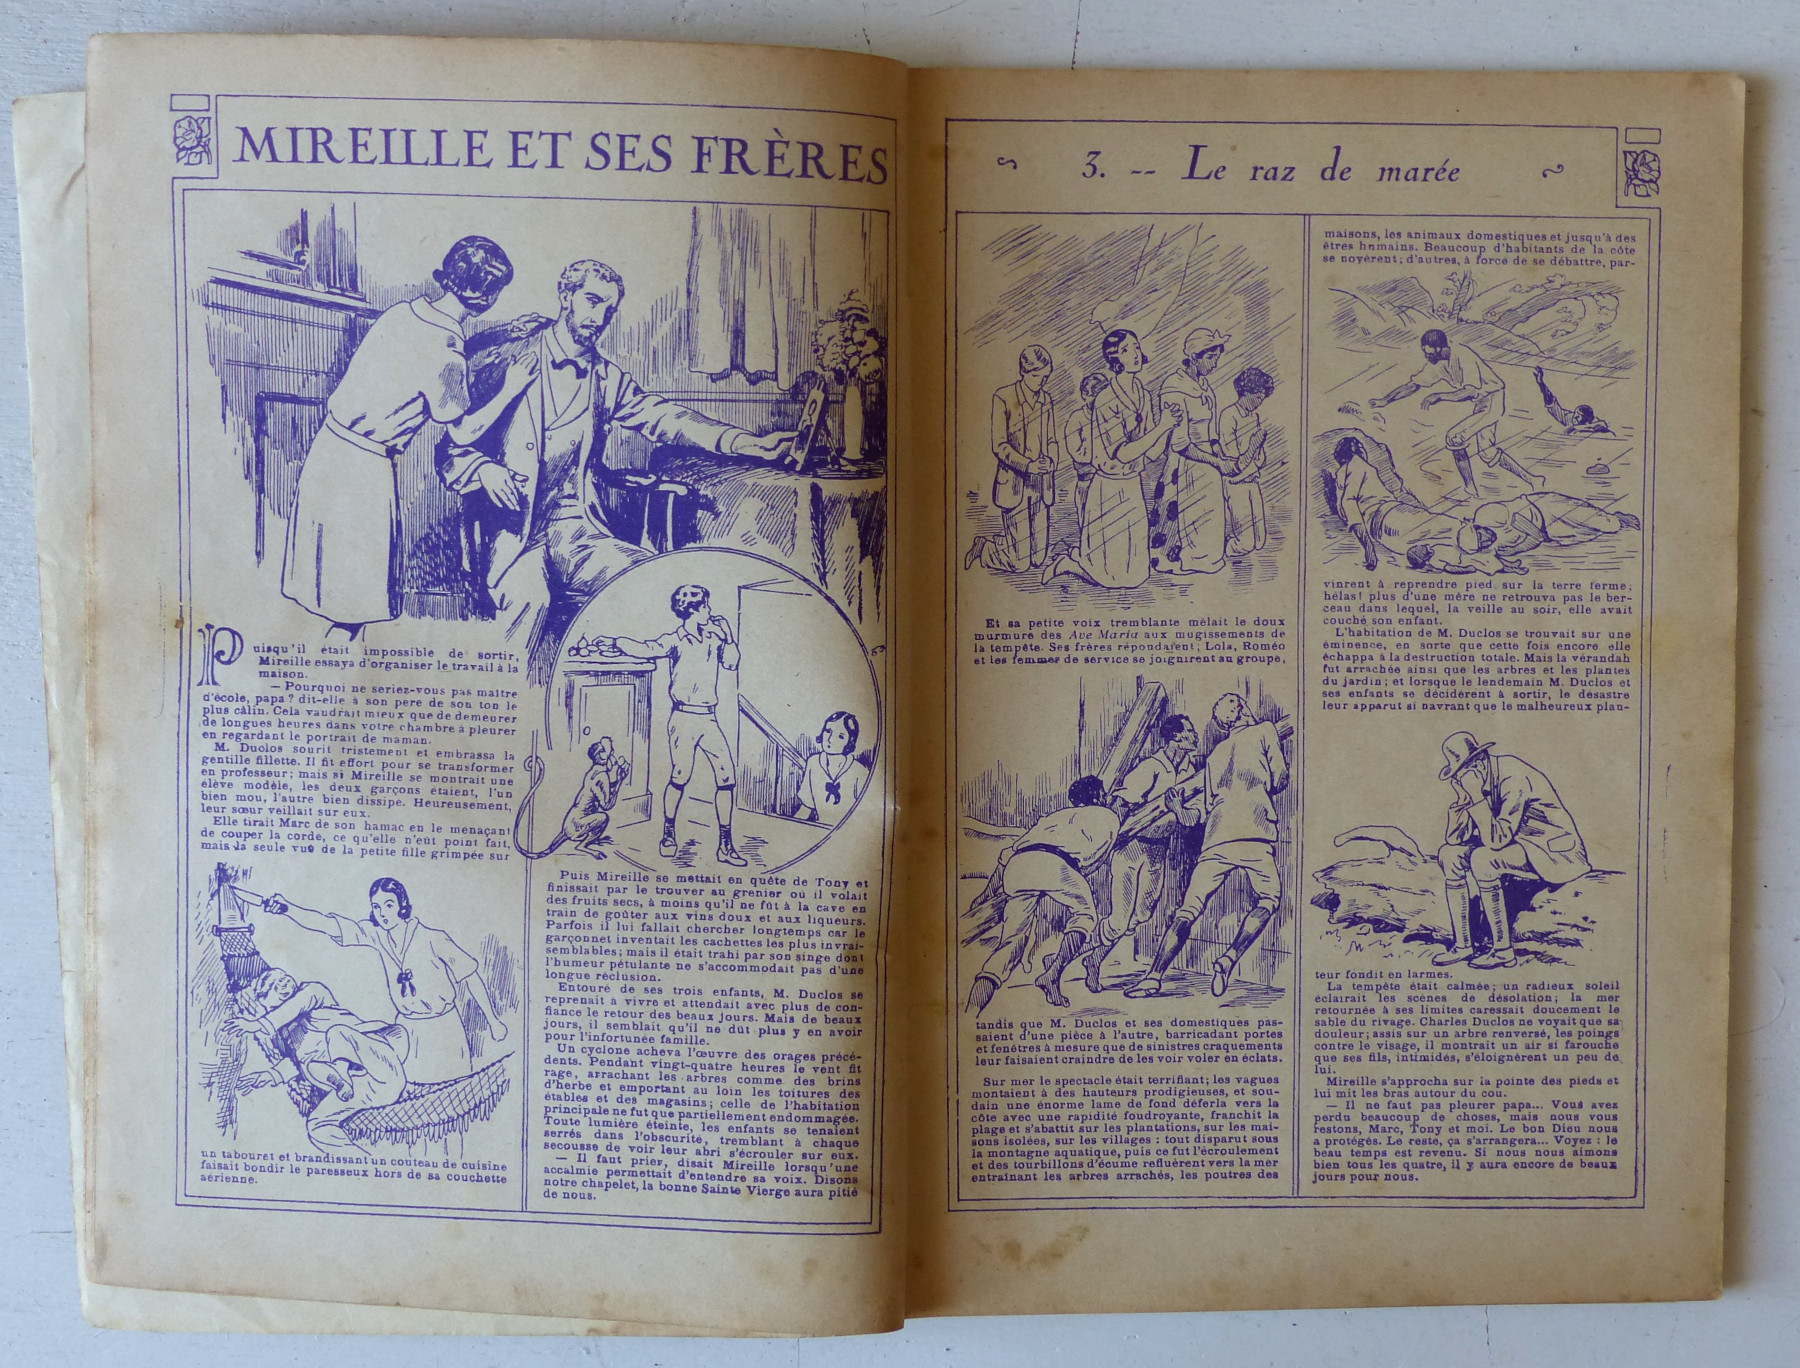 MIREILLE ET SES FRÈRES
Puisqu'il était impossible de sortir,
Mireille essaya d'organiser le travail à la
maison.
— Pourquoi ne seriez-vous pas maître
d'école, papa? dit-elle à son père de son ton le
plus câlin. Cela vaudrait mieux que de demeurer
de longues heures dans votre chambre à pleurer
en regardant le portrait de maman.
M. Duclos sourit tristement et embrassa la
gentille fillette. Il fit effort pour se transformer
en professeur; mais si Mireille se montrait une
élève modèle, les deux garçons étaient, l'un
bien mou, l'autre bien dissipé. Heureusement,
leur sœur veillait sur eux.
Elle tirait Marc de son hamac en le menaçant
de couper la corde, ce qu'elle n'eût point fait,
mais la seule vue de la petite fille grimpée sur
un tabouret et brandissant un couteau de cuisine
faisait bondir le paresseux hors de sa couchette
aérienne.
Puis Mireille se mettait en quête de Tony et
finissait par le trouver au grenier où il volait
des fruits secs, à moins qu'il ne fût à la cave en
train de goûter aux vins doux et aux liqueurs.
Parfois il lui fallait chercher longtemps car le
garçonnet inventait les cachettes les plus invrai-
semblables; mais il était trahi par son singe dont
l'humeur pétulante ne s'accommodait pas d'une
longue réclusion.
Entouré de ses trois enfants, M. Duclos se
reprenait à vivre et attendait avec plus de con-
fiance le retour des beaux jours. Mais de beaux
jours, il semblait qu'il ne dût plus y en avoir
pour l'infortunée famille.
Un cyclone acheva l'œuvre des orages précé-
dents. Pendant vingt-quatre heures le vent fit
rage, arrachant les arbres comme des brins
d'herbe et emportant au loin les toitures des
étables et des magasins; celle de l'habitation
principale ne fut que partiellement endommagée.
Toute lumière éteinte, les enfants se tenaient
serrés dans l'obscurité, tremblant à chaque
secousse de voir leur abri s'écrouler sur eux.
— Il faut prier, disait Mireille lorsqu'une
accalmie permettait d'entendre sa voix. Disons
notre chapelet, la bonne Sainte Vierge aura pitié
de nous.
3. -- Le raz de marée
Et sa petite voix tremblante mêlait le doux
murmure des Ave Maria aux mugissements de
la tempête. Ses frères répondaient; Lola, Roméo
et les femmes de service se joignirent au groupe,
tandis que M. Duclos et ses domestiques pas-
saient d'une pièce à l'autre, barricadant portes
et fenêtres à mesure que de sinistres craquements
leur faisaient craindre de les voir voler en éclats.
Sur mer le spectacle était terrifiant; les vagues
montaient à des hauteurs prodigieuses, et sou-
dain une énorme lame de fond déferla vers la
côte avec une rapidité foudroyante, franchit la
plage et s'abattit sur les plantations, sur les mai-
sons isolées, sur les villages : tout disparut sous
la montagne aquatique, puis ce fut l'écroulement
et des tourbillons d'écume refluèrent vers la mer
entraînant les arbres arrachés, les poutres des
maisons, les animaux domestiques et jusqu'à des
êtres humains. Beaucoup d'habitants de la côte
se noyèrent; d'autres, à force de se débattre, par-
vinrent à reprendre pied sur la terre ferme;
hélas! plus d'une mère ne retrouva pas le ber-
ceau dans lequel, la veille au soir, elle avait
couché son enfant.
L'habitation de M. Duclos se trouvait sur une
éminence, en sorte que cette fois encore elle
échappa à la destruction totale. Mais la vérandah
fut arrachée ainsi que les arbres et les plantes
du jardin; et lorsque le lendemain M. Duclos et
ses enfants se décidèrent à sortir, le désastre
leur apparut si navrant que le malheureux plan-
teur fondit en larmes.
La tempête était calmée; un radieux soleil
éclairait les scènes de désolation; la mer
retournée à ses limites caressait doucement le
sable du rivage. Charles Duclos ne voyait que sa
douleur; assis sur un arbre renversé, les poings
contre le visage, il montrait un air si farouche
que ses fils, intimidés, s'éloignèrent un peu de
lui.
Mireille s'approcha sur la pointe des pieds et
lui mit les bras autour du cou.
— Il ne faut pas pleurer papa... Vous avez
perdu beaucoup de choses, mais nous vous
restons, Marc, Tony et moi. Le bon Dieu nous
a protégés. Le reste, ça s'arrangera... Voyez : le
beau temps est revenu. Si nous nous aimons
bien tous les quatre, il y aura encore de beaux
jours pour nous.